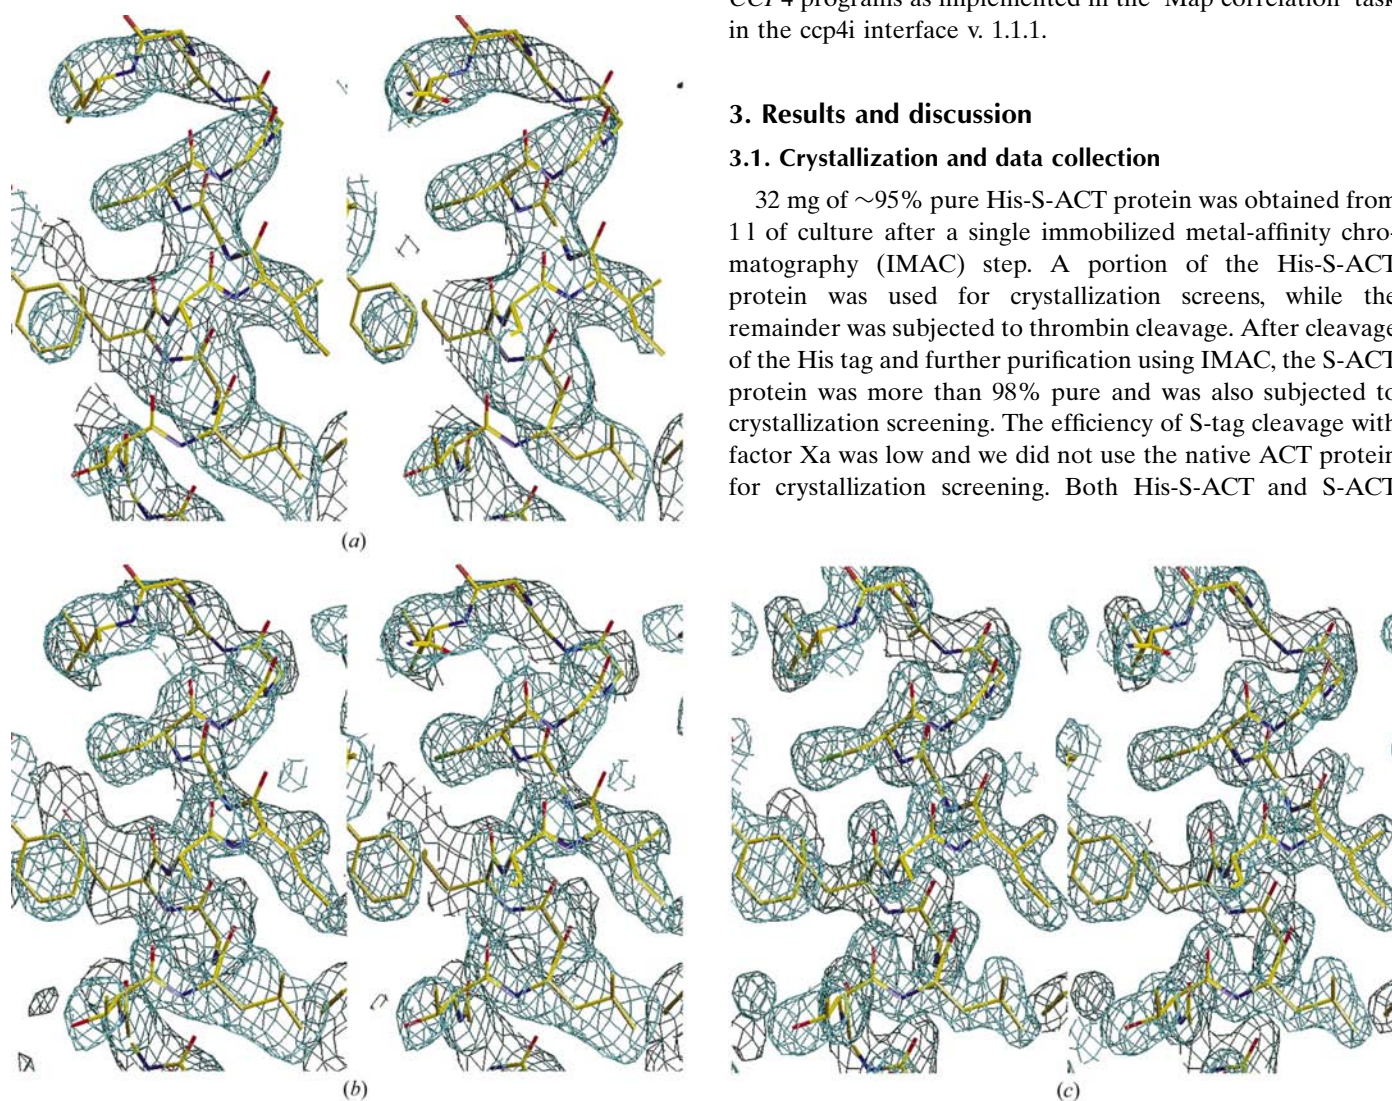 CCP4 programs as implemented in the 'Map correlation' task
in the ccp4i interface v. 1.1.1.
3. Results and discussion
3.1. Crystallization and data collection
32 mg of ∼95% pure His-S-ACT protein was obtained from
1 l of culture after a single immobilized metal-affinity chro-
matography (IMAC) step. A portion of the His-S-ACT
protein was used for crystallization screens, while the
remainder was subjected to thrombin cleavage. After cleavage
of the His tag and further purification using IMAC, the S-ACT
protein was more than 98% pure and was also subjected to
crystallization screening. The efficiency of S-tag cleavage with
factor Xa was low and we did not use the native ACT protein
for crystallization screening. Both His-S-ACT and S-ACT
(a)
(b)
(c)